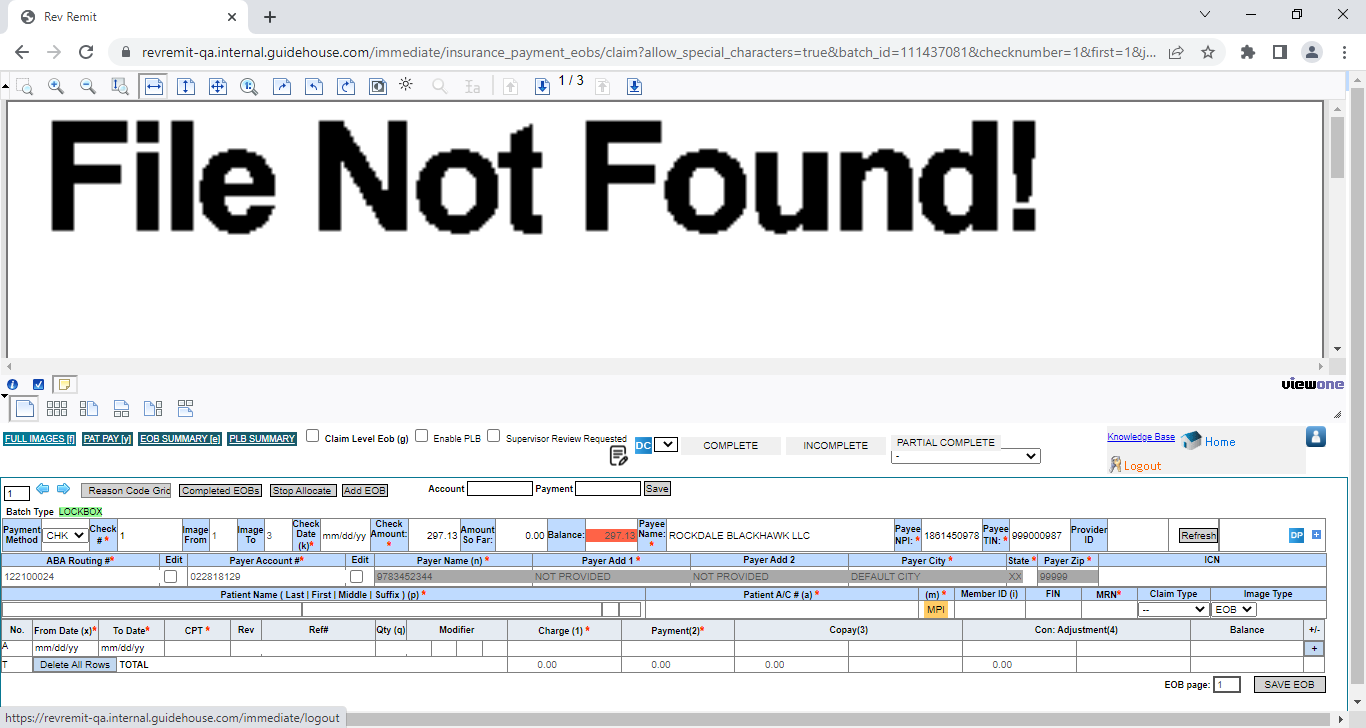 Rev Remit
revremit-qa.internal.guidehouse.com/immediate/insurance_payment_eobs/claim?allow_special_characters=true&batch_id=111437081&checknumber=1&first=1&j...
1 / 3
File Not Found!
viewone
FULL IMAGES [f] PAT PAY [y] EOB SUMMARY [e] PLB SUMMARY Claim Level Eob (g) Enable PLB Supervisor Review Requested DC COMPLETE INCOMPLETE PARTIAL COMPLETE
-
Knowledge Base Home
Logout
1 Reason Code Grid Completed EOBs Stop Allocate Add EOB Account Payment Save
Batch Type LOCKBOX
Payment Method CHK Check # * 1 Image From 1 Image To 3 Check Date (k)* mm/dd/yy Check Amount: * 297.13 Amount So Far: 0.00 Balance: 297.13 Payee Name: * ROCKDALE BLACKHAWK LLC Payee NPI: * 1861450978 Payee TIN: * 999000987 Provider ID Refresh DP
ABA Routing #* Edit Payer Account #* Edit Payer Name (n) * Payer Add 1 * Payer Add 2 Payer City * State * Payer Zip * ICN
122100024 022818129 9783452344 NOT PROVIDED NOT PROVIDED DEFAULT CITY XX 99999
Patient Name ( Last | First | Middle | Suffix ) (p) * Patient A/C # (a) * (m) * Member ID (i) FIN MRN* Claim Type Image Type
MPI -- EOB
No. From Date (x)* To Date* CPT * Rev Ref# Qty (q) Modifier Charge (1) * Payment(2)* Copay(3) Con: Adjustment(4) Balance +/-
A mm/dd/yy mm/dd/yy +
T Delete All Rows TOTAL 0.00 0.00 0.00 0.00
EOB page: 1 SAVE EOB
https://revremit-qa.internal.guidehouse.com/immediate/logout